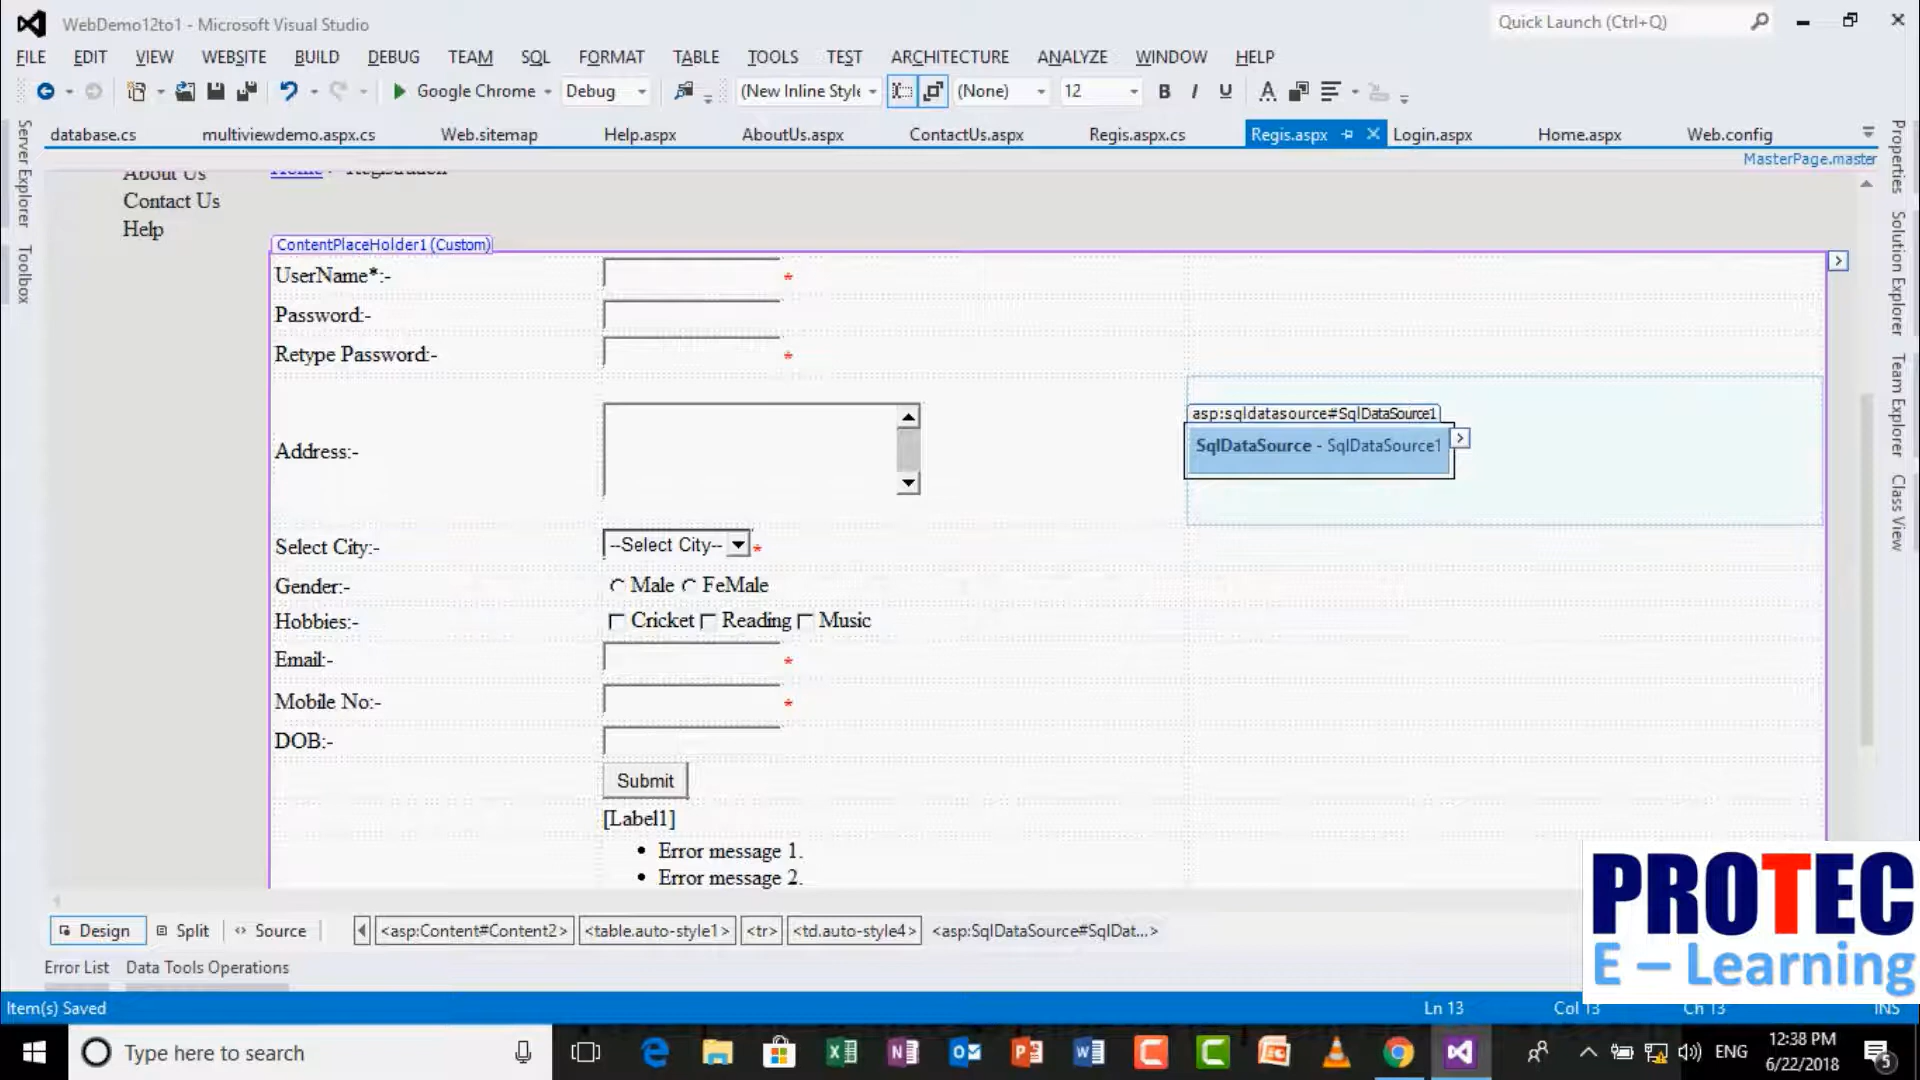 WebDemo12to1 - Microsoft Visual Studio
Quick Launch (Ctrl+Q)
FILE EDIT VIEW WEBSITE BUILD DEBUG TEAM SQL FORMAT TABLE TOOLS TEST ARCHITECTURE ANALYZE WINDOW HELP
Google Chrome Debug (New Inline Style (None) 12 B I U A
database.cs multiviewdemo.aspx.cs Web.sitemap Help.aspx AboutUs.aspx ContactUs.aspx Regis.aspx.cs Regis.aspx Login.aspx Home.aspx Web.config
MasterPage.master
Server Explorer
Toolbox
Properties
Solution Explorer
Team Explorer
Class View
About Us
Home > Registration
Contact Us
Help
ContentPlaceHolder1 (Custom)
UserName*:- *
Password:-
Retype Password:- *
asp:sqldatasource#SqlDataSource1
SqlDataSource - SqlDataSource1
Address:-
Select City:- --Select City-- *
Gender:- Male FeMale
Hobbies:- Cricket Reading Music
Email:- *
Mobile No:- *
DOB:-
Submit
[Label1]
• Error message 1.
• Error message 2.
Design Split Source <asp:Content#Content2> <table.auto-style1> <tr> <td.auto-style4> <asp:SqlDataSource#SqlDat...>
Error List Data Tools Operations
PROTEC
E – Learning
Item(s) Saved Ln 13 Col 13 Ch 13 INS
Type here to search
ENG
12:38 PM
6/22/2018
5